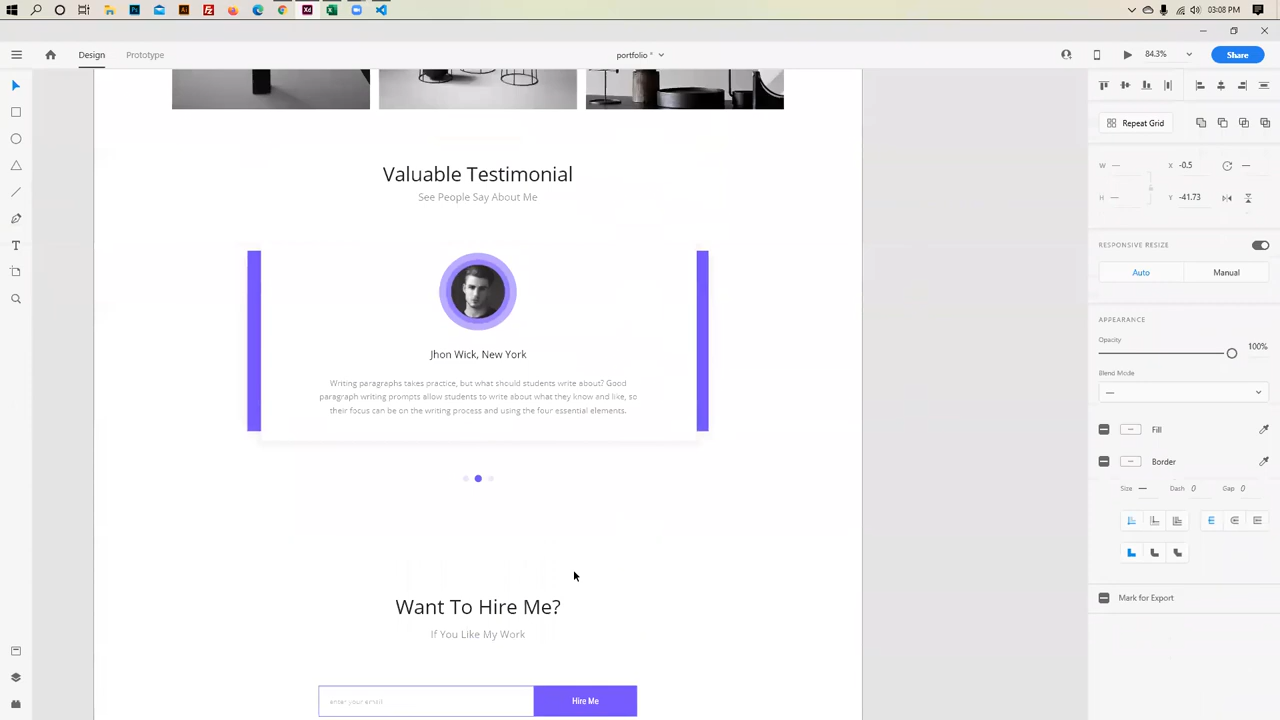 Ps
Ai
Fz
Xd
03:08 PM
Design
Prototype
portfolio *
84.3%
Share
Repeat Grid
W
X
-0.5
H
Y
-41.73
RESPONSIVE RESIZE
Auto
Manual
APPEARANCE
Opacity
100%
Blend Mode
Fill
Border
Size
Dash
0
Gap
0
Mark for Export
Valuable Testimonial
See People Say About Me
Jhon Wick, New York
Writing paragraphs takes practice, but what should students write about? Good
paragraph writing prompts allow students to write about what they know and like, so
their focus can be on the writing process and using the four essential elements.
Want To Hire Me?
If You Like My Work
enter your email
Hire Me